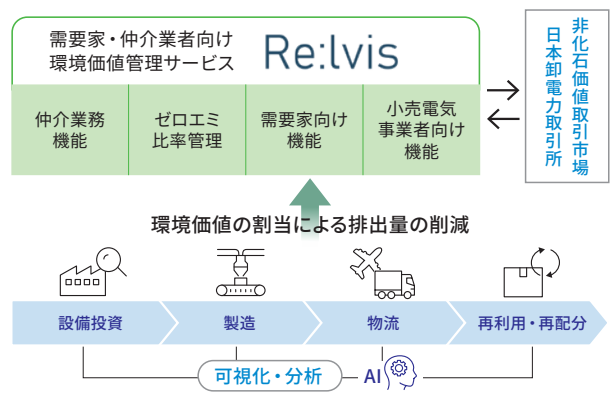 需要家・仲介業者向け
環境価値管理サービス
Re:lvis
仲介業務
機能
ゼロエミ
比率管理
需要家向け
機能
小売電気
事業者向け
機能
非化石価値取引市場
日本卸電力取引所
環境価値の割当による排出量の削減
設備投資
製造
物流
再利用・再配分
可視化・分析
AI